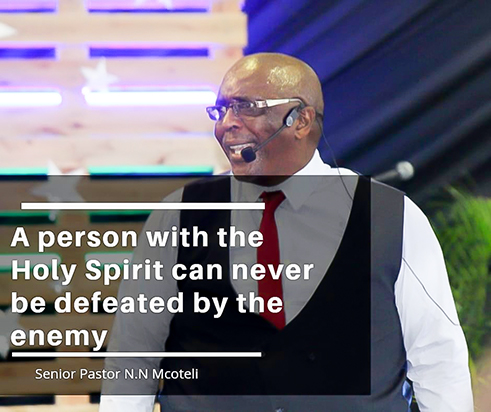 A person with the
Holy Spirit can never
be defeated by the
enemy
Senior Pastor N.N Mcoteli